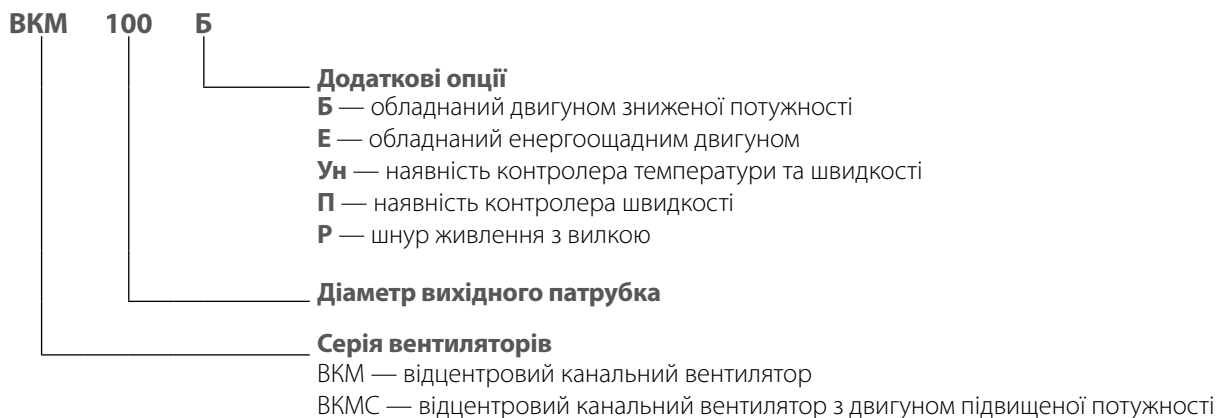 ВКМ 100 Б
Додаткові опції
Б — обладнаний двигуном зниженої потужності
Е — обладнаний енергоощадним двигуном
Ун — наявність контролера температури та швидкості
П — наявність контролера швидкості
Р — шнур живлення з вилкою
Діаметр вихідного патрубка
Серія вентиляторів
ВКМ — відцентровий канальний вентилятор
ВКМС — відцентровий канальний вентилятор з двигуном підвищеної потужності